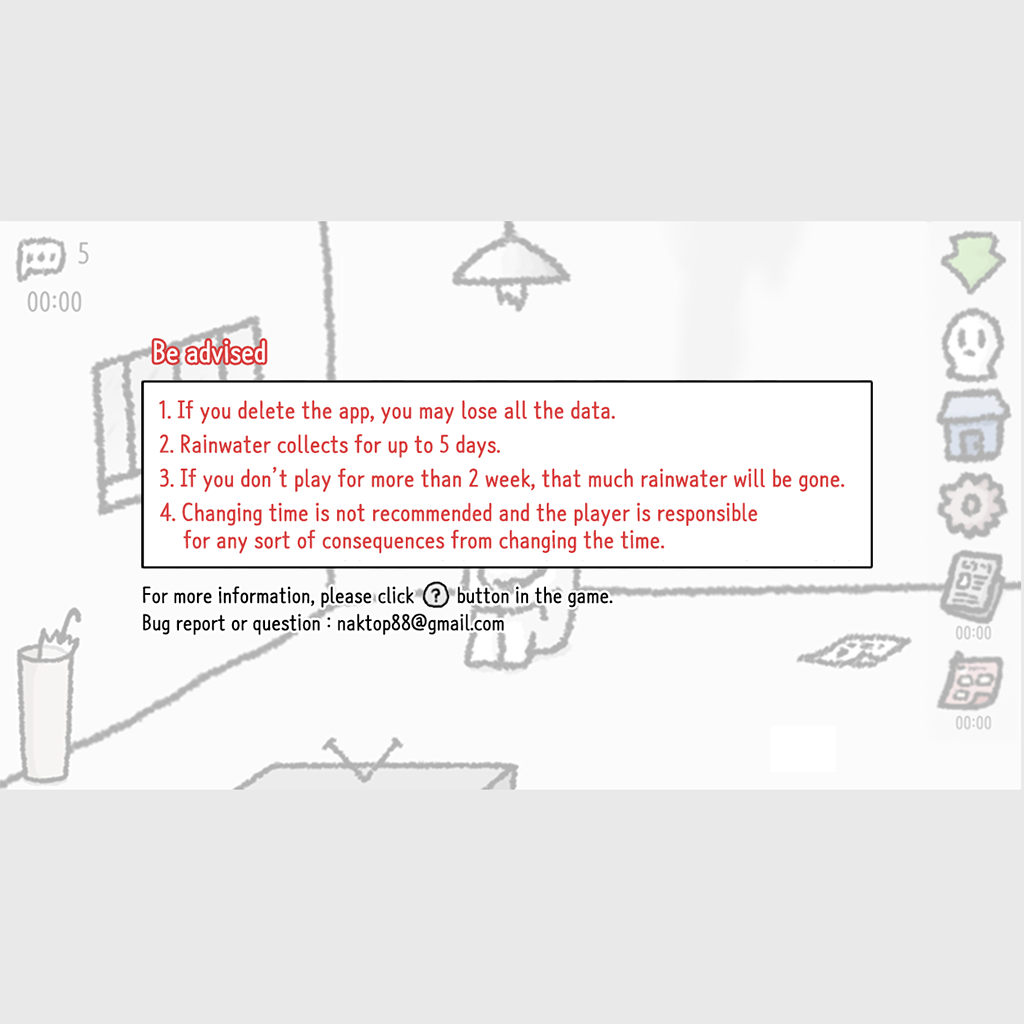 5
00:00
Be advised
1. If you delete the app, you may lose all the data.
2. Rainwater collects for up to 5 days.
3. If you don't play for more than 2 week, that much rainwater will be gone.
4. Changing time is not recommended and the player is responsible
for any sort of consequences from changing the time.
For more information, please click ? button in the game.
Bug report or question : naktop88@gmail.com
00:00
00:00